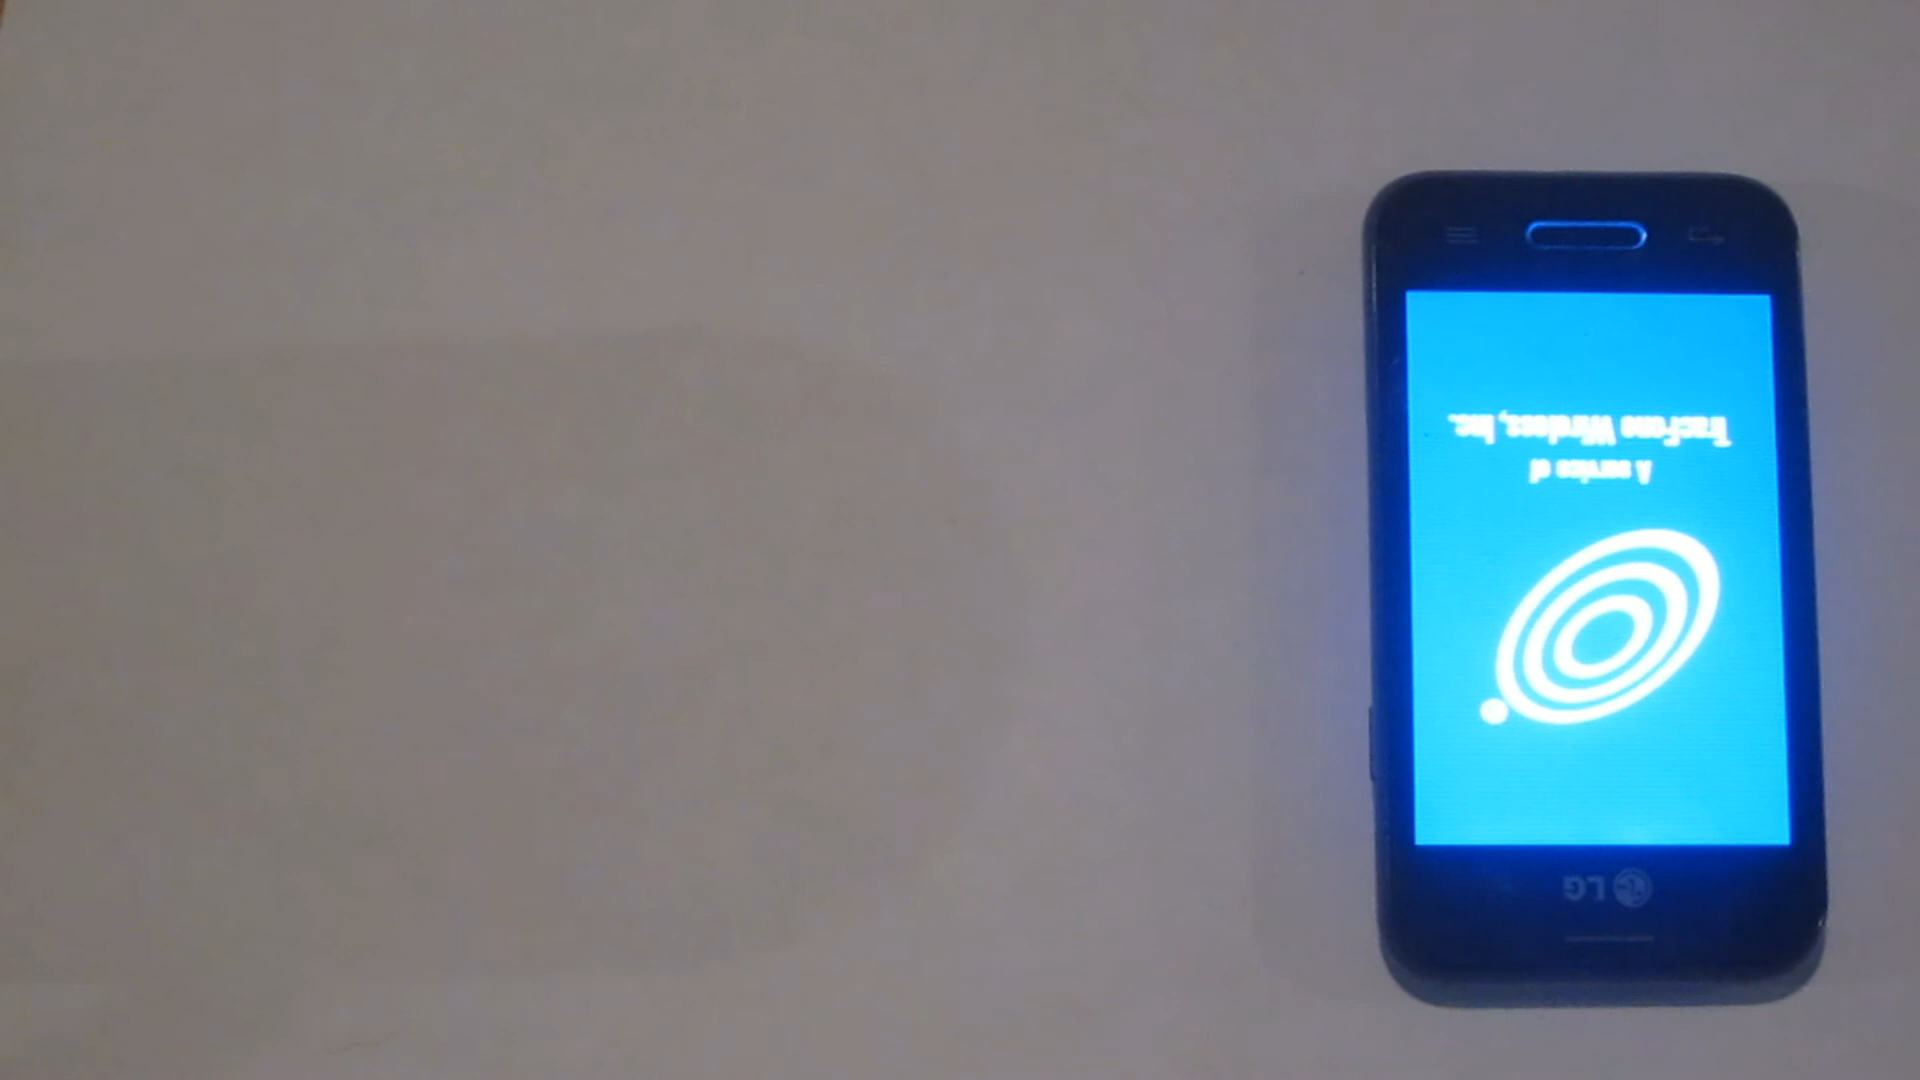 LG
A service of
TracFone Wireless, Inc.